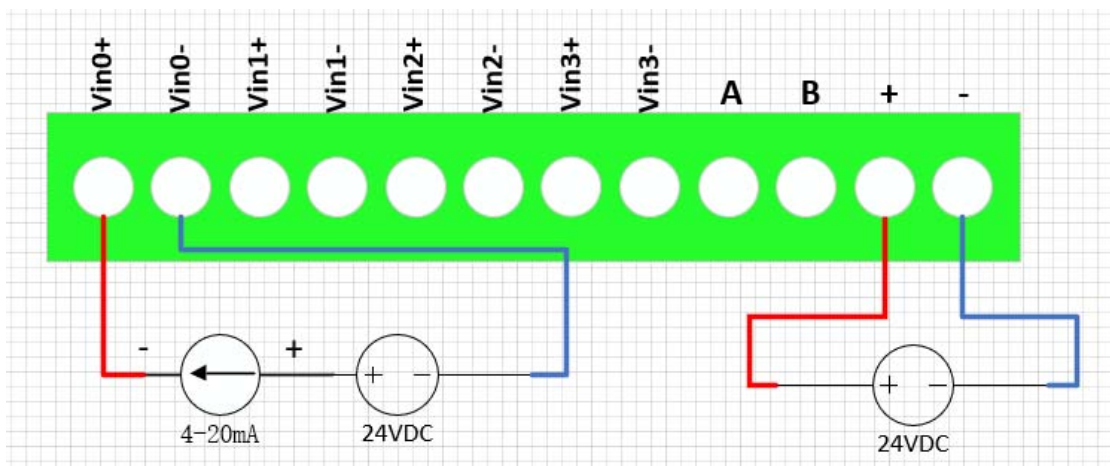 Vin0+ Vin0- Vin1+ Vin1- Vin2+ Vin2- Vin3+ Vin3- A B + -
- +
+ -
4-20mA 24VDC
+ -
24VDC